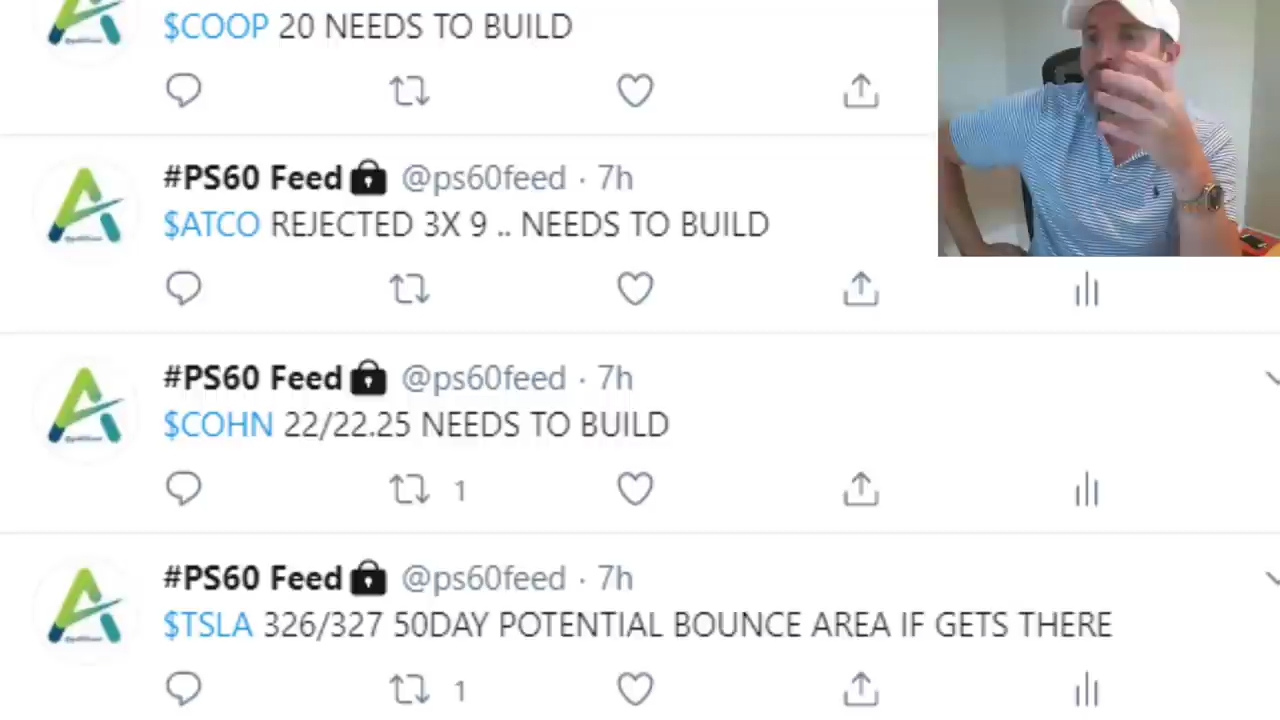 $COOP 20 NEEDS TO BUILD
#PS60 Feed @ps60feed · 7h
$ATCO REJECTED 3X 9 .. NEEDS TO BUILD
#PS60 Feed @ps60feed · 7h
$COHN 22/22.25 NEEDS TO BUILD
1
#PS60 Feed @ps60feed · 7h
$TSLA 326/327 50DAY POTENTIAL BOUNCE AREA IF GETS THERE
1